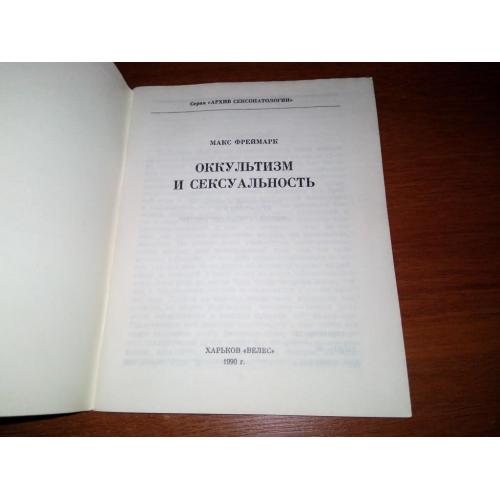 Серия «АРХИВ СЕКСОПАТОЛОГИИ»
МАКС ФРЕЙМАРК
ОККУЛЬТИЗМ
И СЕКСУАЛЬНОСТЬ
ХАРЬКОВ «ВЕЛЕС»
1990 г.